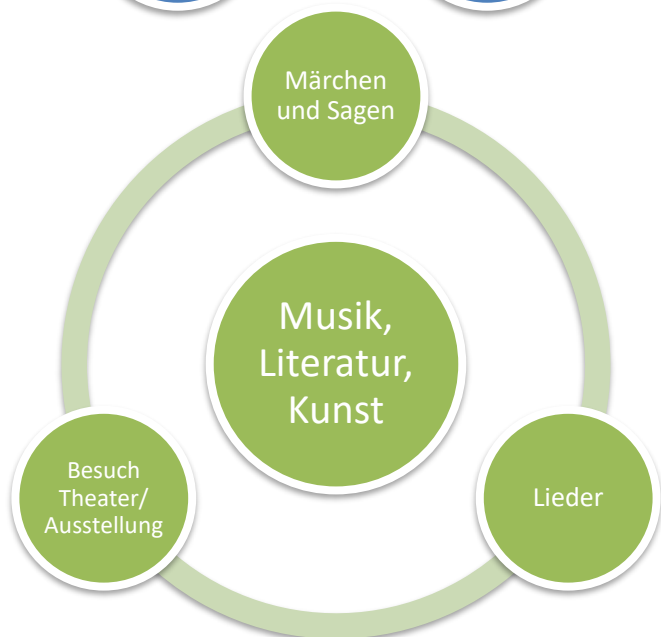 Märchen
und Sagen
Musik,
Literatur,
Kunst
Besuch
Theater/
Ausstellung
Lieder